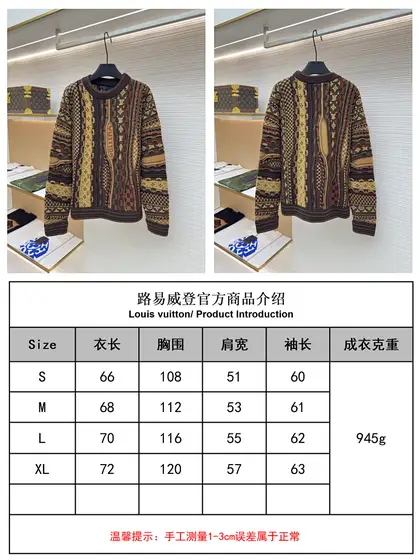 路易威登官方商品介绍
Louis vuitton/ Product Introduction
Size 衣长 胸围 肩宽 袖长 成衣克重
S 66 108 51 60
M 68 112 53 61
L 70 116 55 62
XL 72 120 57 63
945g
温馨提示：手工测量1-3cm误差属于正常